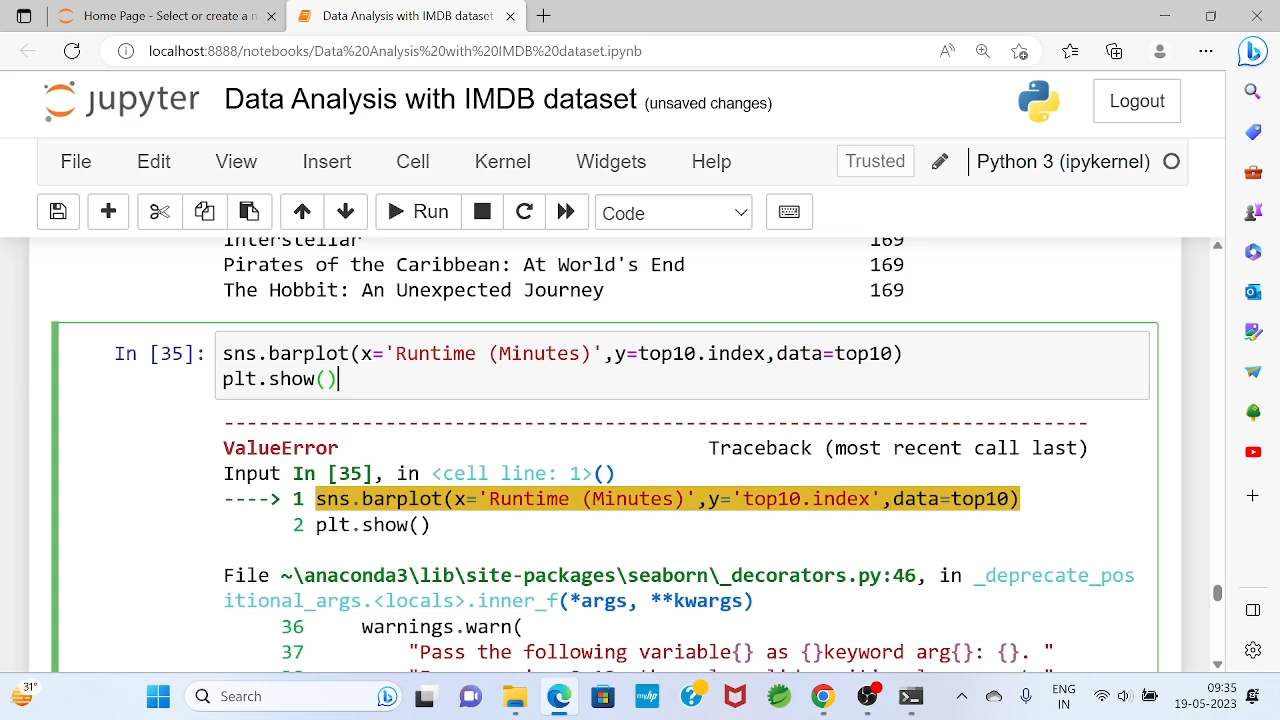 Home Page - Select or create a n
Data Analysis with IMDB dataset
localhost:8888/notebooks/Data%20Analysis%20with%20IMDB%20dataset.ipynb
jupyter Data Analysis with IMDB dataset (unsaved changes)
Logout
File Edit View Insert Cell Kernel Widgets Help
Trusted
Python 3 (ipykernel)
Run
Code
Interstellar 169
Pirates of the Caribbean: At World's End 169
The Hobbit: An Unexpected Journey 169
In [35]: sns.barplot(x='Runtime (Minutes)',y=top10.index,data=top10)
plt.show()
---------------------------------------------------------------------------
ValueError Traceback (most recent call last)
Input In [35], in <cell line: 1>()
----> 1 sns.barplot(x='Runtime (Minutes)',y='top10.index',data=top10)
2 plt.show()
File ~\anaconda3\lib\site-packages\seaborn\_decorators.py:46, in _deprecate_pos
itional_args.<locals>.inner_f(*args, **kwargs)
36 warnings.warn(
37 "Pass the following variable{} as {}keyword arg{}: {}. "
31°
Search
ENG
IN
09:35
19-05-2023